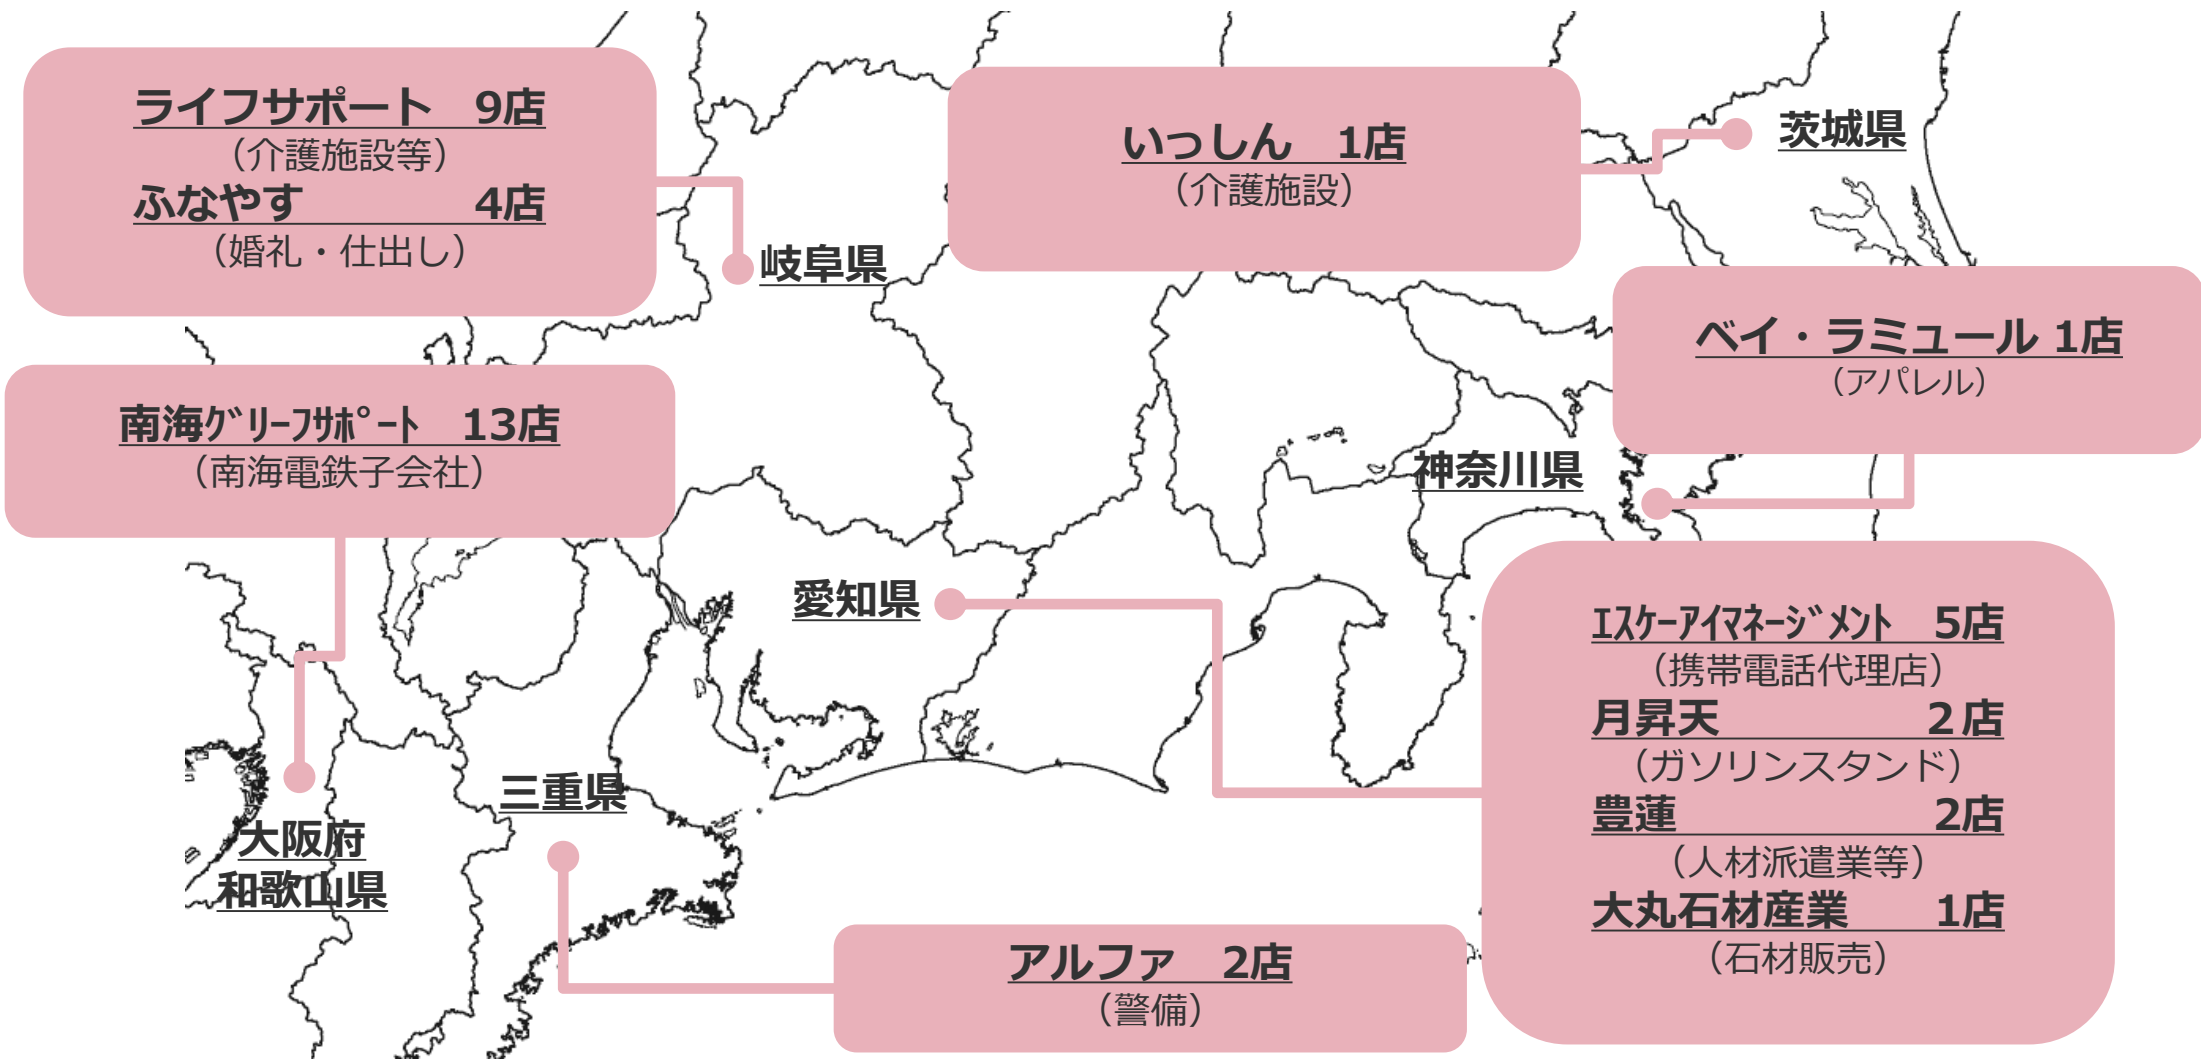 ライフサポート　9店
（介護施設等）
ふなやす　4店
（婚礼・仕出し）
岐阜県
いっしん　1店
（介護施設）
茨城県
ベイ・ラミュール 1店
（アパレル）
神奈川県
南海ｸﾞﾘｰﾌｻﾎﾟｰﾄ　13店
（南海電鉄子会社）
大阪府
和歌山県
愛知県
ｴｽｹｰｱｲﾏﾈｰｼﾞﾒﾝﾄ　5店
（携帯電話代理店）
月昇天　２店
（ガソリンスタンド）
豊蓮　2店
（人材派遣業等）
大丸石材産業　1店
（石材販売）
三重県
アルファ　2店
（警備）